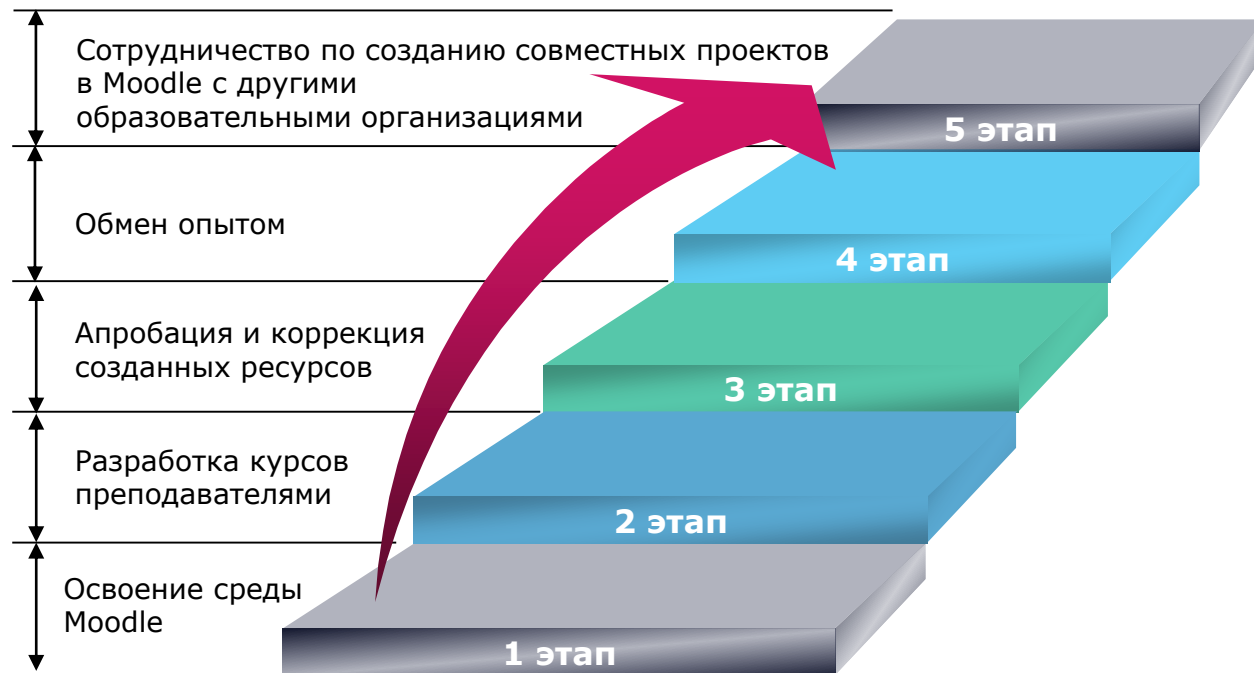 Сотрудничество по созданию совместных проектов
в Moodle с другими
образовательными организациями
5 этап
Обмен опытом
4 этап
Апробация и коррекция
созданных ресурсов
3 этап
Разработка курсов
преподавателями
2 этап
Освоение среды
Moodle
1 этап